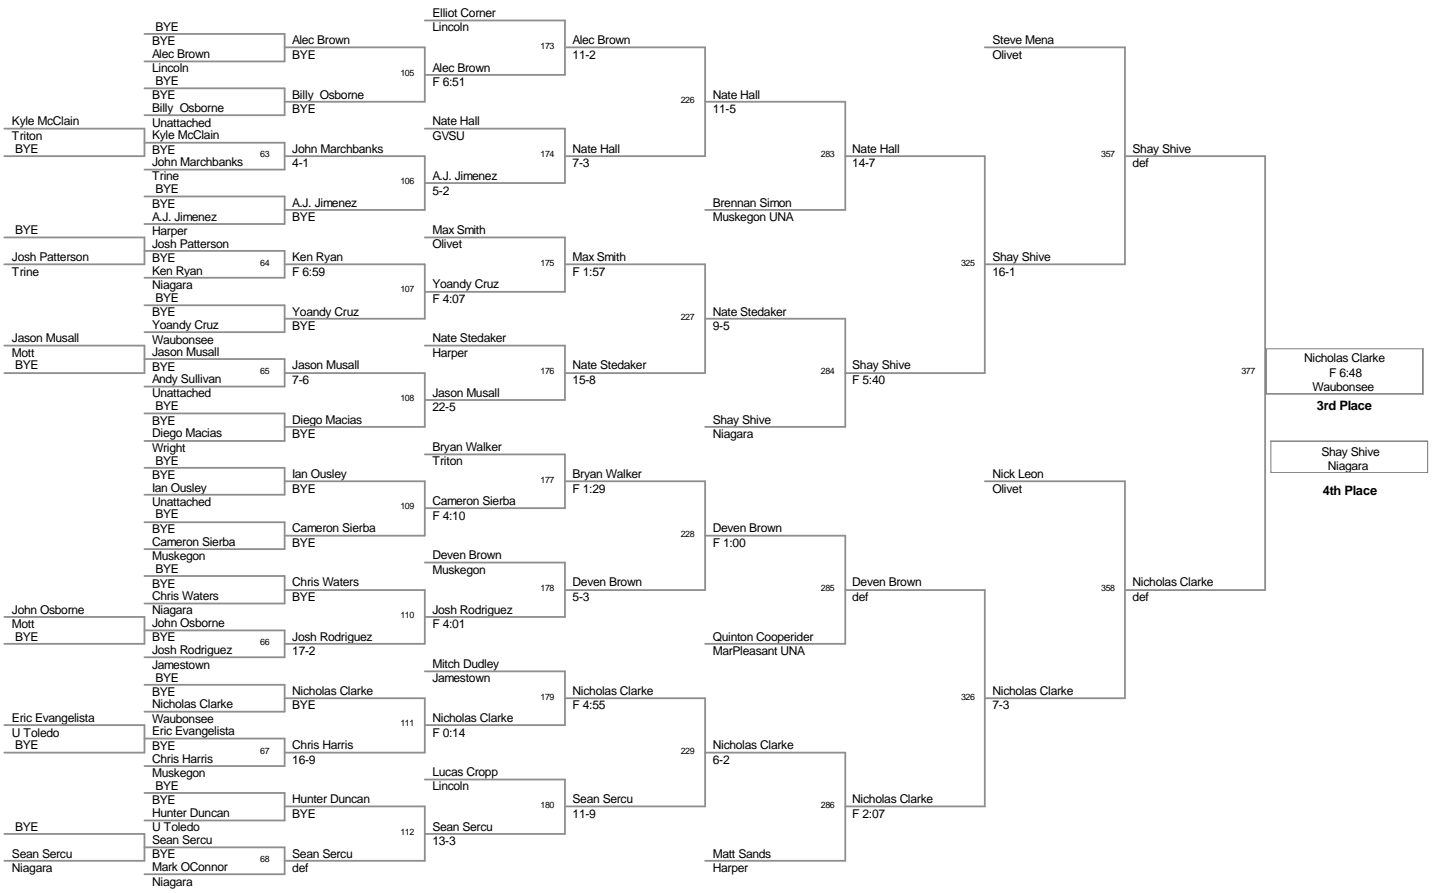 Kyle McClain
Triton
BYE
BYE
Josh Patterson
Trine
Jason Musall
Mott
BYE
John Osborne
Mott
BYE
Eric Evangelista
U Toledo
BYE
BYE
Sean Sercu
Niagara
BYE
BYE
Alec Brown
Lincoln
BYE
BYE
Billy Osborne
Unattached
Kyle McClain
BYE
63
John Marchbanks
Trine
BYE
BYE
A.J. Jimenez
Harper
Josh Patterson
BYE
64
Ken Ryan
Niagara
BYE
BYE
Yoandy Cruz
Waubonsee
Jason Musall
BYE
65
Andy Sullivan
Unattached
BYE
BYE
Diego Macias
Wright
BYE
BYE
Ian Ousley
Unattached
BYE
BYE
Cameron Sierba
Muskegon
BYE
BYE
Chris Waters
Niagara
John Osborne
BYE
66
Josh Rodriguez
Jamestown
BYE
BYE
Nicholas Clarke
Waubonsee
Eric Evangelista
BYE
67
Chris Harris
Muskegon
BYE
BYE
Hunter Duncan
U Toledo
Sean Sercu
BYE
68
Mark OConnor
Niagara
Alec Brown
BYE
105
Billy Osborne
BYE
John Marchbanks
4-1
106
A.J. Jimenez
BYE
Ken Ryan
F 6:59
107
Yoandy Cruz
BYE
Jason Musall
7-6
108
Diego Macias
BYE
Ian Ousley
BYE
109
Cameron Sierba
BYE
Chris Waters
BYE
110
Josh Rodriguez
17-2
Nicholas Clarke
BYE
111
Chris Harris
16-9
Hunter Duncan
BYE
112
Sean Sercu
def
Elliot Corner
Lincoln
173
Alec Brown
F 6:51
Nate Hall
GVSU
174
A.J. Jimenez
5-2
Max Smith
Olivet
175
Yoandy Cruz
F 4:07
Nate Stedaker
Harper
176
Jason Musall
22-5
Bryan Walker
Triton
177
Cameron Sierba
F 4:10
Deven Brown
Muskegon
178
Josh Rodriguez
F 4:01
Mitch Dudley
Jamestown
179
Nicholas Clarke
F 0:14
Lucas Cropp
Lincoln
180
Sean Sercu
13-3
Alec Brown
11-2
226
Nate Hall
7-3
Max Smith
F 1:57
227
Nate Stedaker
15-8
Bryan Walker
F 1:29
228
Deven Brown
5-3
Nicholas Clarke
F 4:55
229
Sean Sercu
11-9
Nate Hall
11-5
283
Brennan Simon
Muskegon UNA
Nate Stedaker
9-5
284
Shay Shive
Niagara
Deven Brown
F 1:00
285
Quinton Cooperider
MarPleasant UNA
Nicholas Clarke
6-2
286
Matt Sands
Harper
Nate Hall
14-7
325
Shay Shive
F 5:40
Deven Brown
def
326
Nicholas Clarke
F 2:07
Steve Mena
Olivet
357
Shay Shive
16-1
Nick Leon
Olivet
358
Nicholas Clarke
7-3
Shay Shive
def
377
Nicholas Clarke
def
Nicholas Clarke
F 6:48
Waubonsee
3rd Place
Shay Shive
Niagara
4th Place